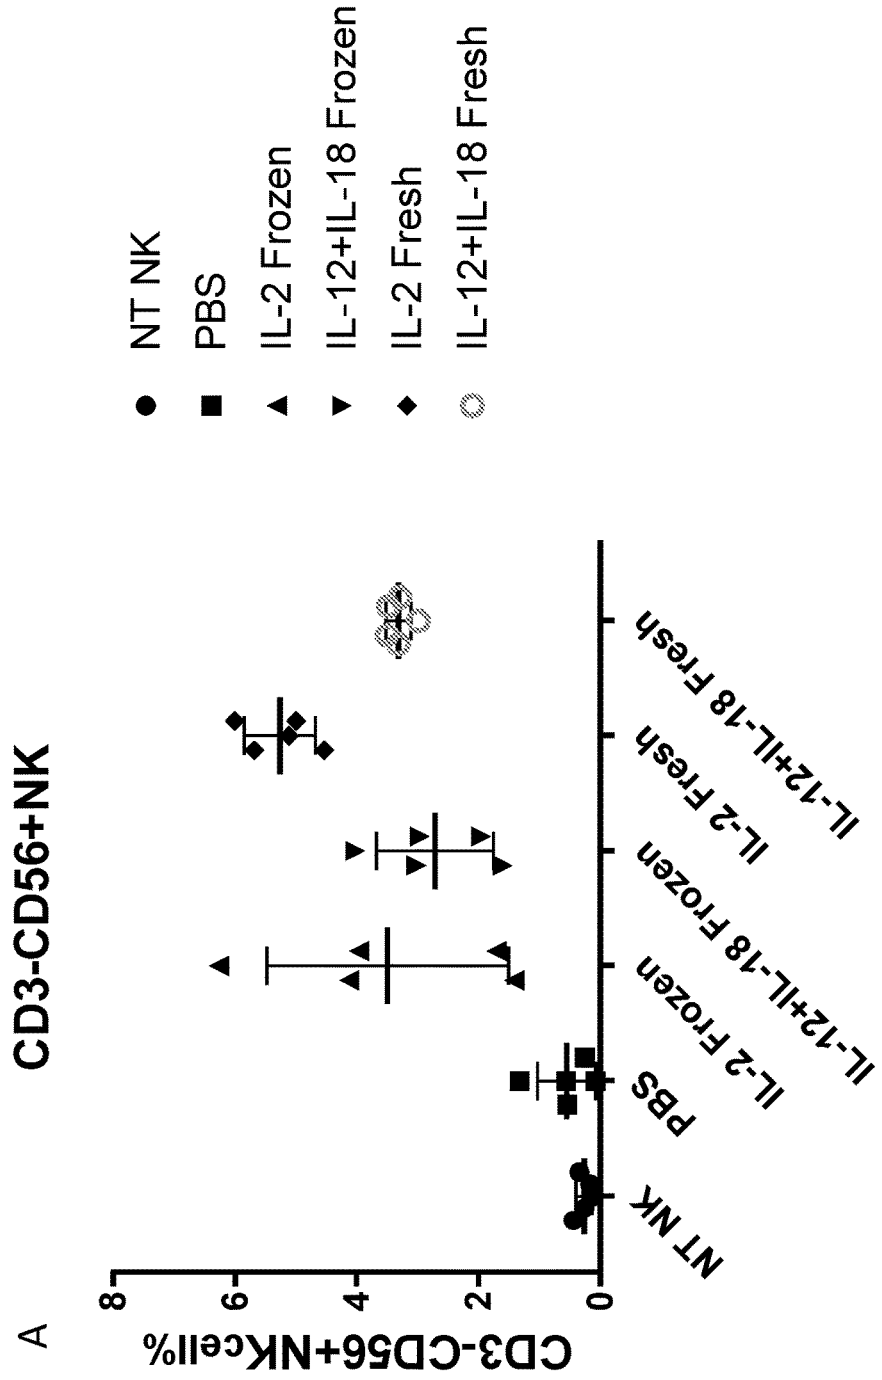 A
CD3-CD56+NK
CD3-CD56+NKcell%
8
6
4
2
0
NT NK
PBS
IL-2 Frozen
IL-12+IL-18 Frozen
IL-2 Fresh
IL-12+IL-18 Fresh
NT NK
PBS
IL-2 Frozen
IL-12+IL-18 Frozen
IL-2 Fresh
IL-12+IL-18 Fresh